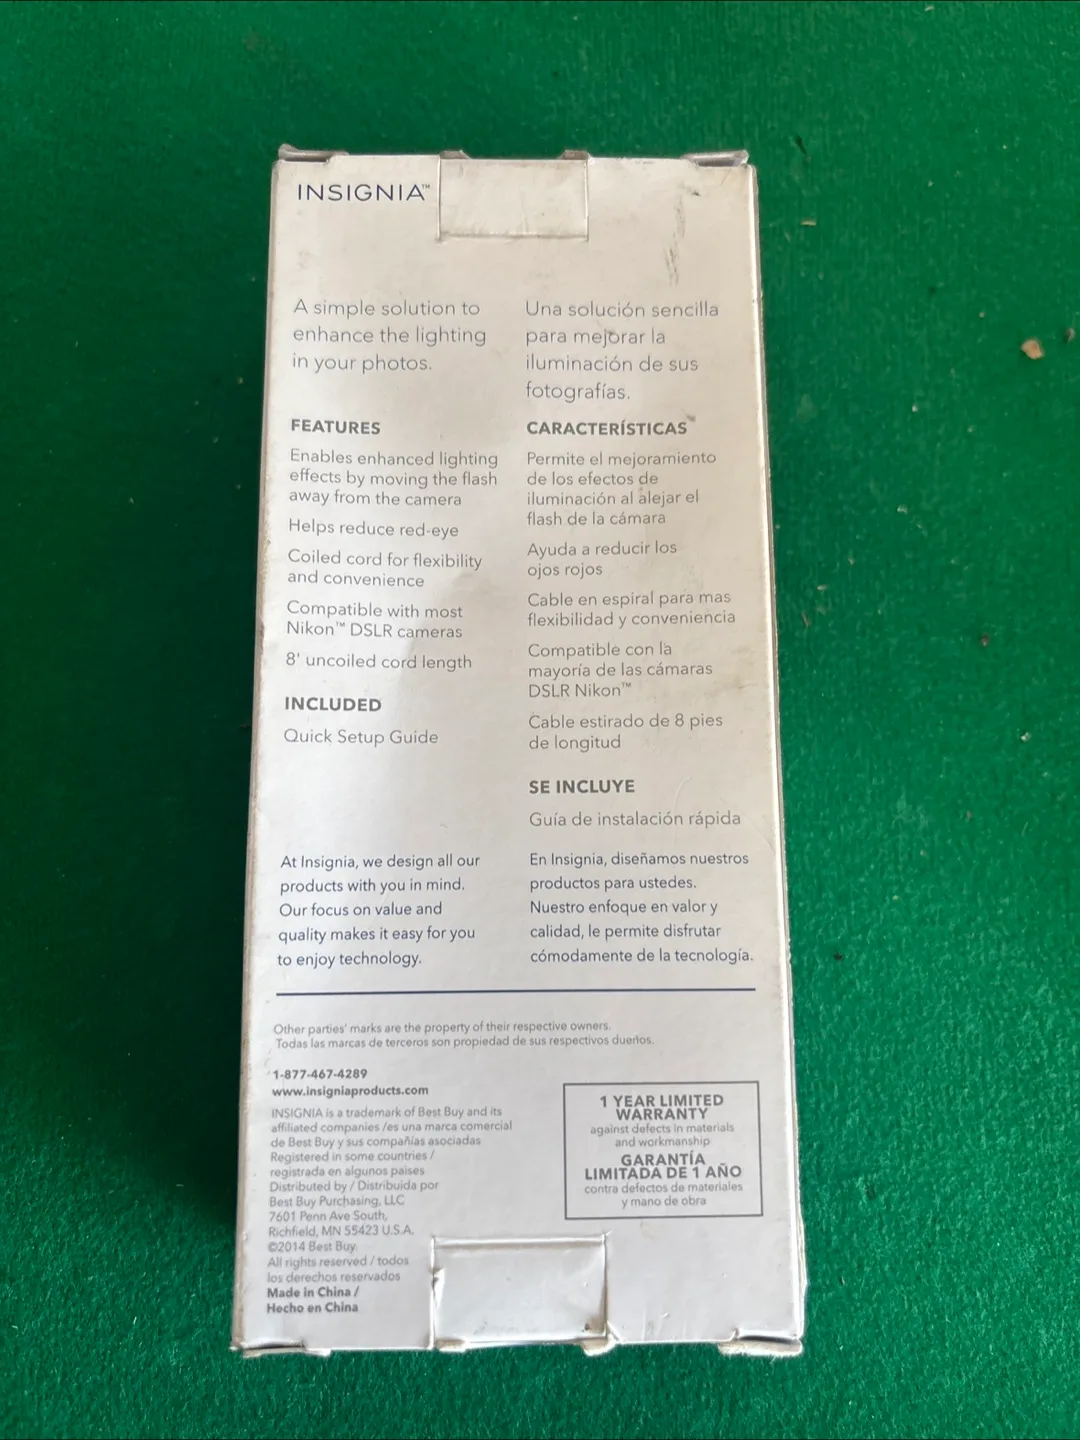 INSIGNIA™
A simple solution to
enhance the lighting
in your photos.
FEATURES
Enables enhanced lighting
effects by moving the flash
away from the camera
Helps reduce red-eye
Coiled cord for flexibility
and convenience
Compatible with most
Nikon™ DSLR cameras
8' uncoiled cord length
INCLUDED
Quick Setup Guide
Una solución sencilla
para mejorar la
iluminación de sus
fotografías.
CARACTERÍSTICAS
Permite el mejoramiento
de los efectos de
iluminación al alejar el
flash de la cámara
Ayuda a reducir los
ojos rojos
Cable en espiral para mas
flexibilidad y conveniencia
Compatible con la
mayoría de las cámaras
DSLR Nikon™
Cable estirado de 8 pies
de longitud
SE INCLUYE
Guía de instalación rápida
At Insignia, we design all our
products with you in mind.
Our focus on value and
quality makes it easy for you
to enjoy technology.
En Insignia, diseñamos nuestros
productos para ustedes.
Nuestro enfoque en valor y
calidad, le permite disfrutar
cómodamente de la tecnología.
Other parties' marks are the property of their respective owners.
Todas las marcas de terceros son propiedad de sus respectivos dueños.
1-877-467-4289
www.insigniaproducts.com
INSIGNIA is a trademark of Best Buy and its
affiliated companies /es una marca comercial
de Best Buy y sus compañías asociadas
Registered in some countries /
registrada en algunos paises
Distributed by / Distribuida por
Best Buy Purchasing, LLC
7601 Penn Ave South,
Richfield, MN 55423 U.S.A.
©2014 Best Buy
All rights reserved / todos
los derechos reservados
Made in China /
Hecho en China
1 YEAR LIMITED
WARRANTY
against defects in materials
and workmanship
GARANTÍA
LIMITADA DE 1 AÑO
contra defectos de materiales
y mano de obra